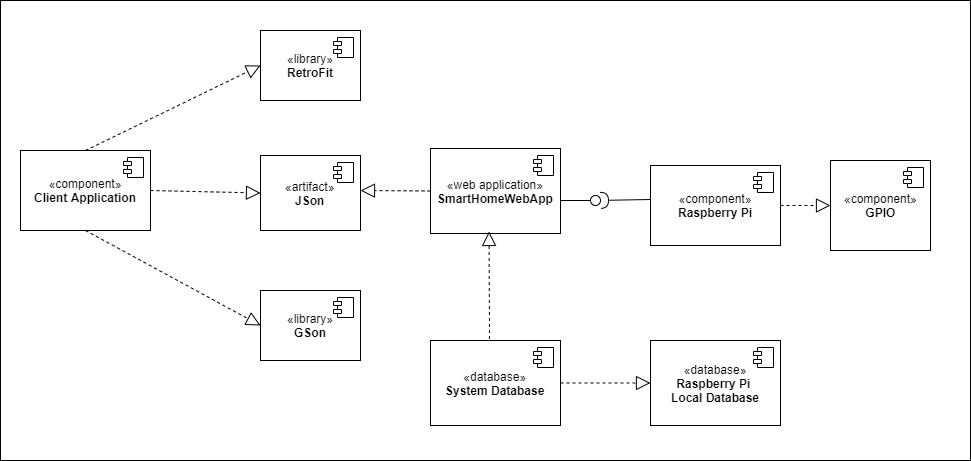 «library»
RetroFit
«component»
Client Application
«artifact»
JSon
«web application»
SmartHomeWebApp
«component»
Raspberry Pi
«component»
GPIO
«library»
GSon
«database»
System Database
«database»
Raspberry Pi
Local Database